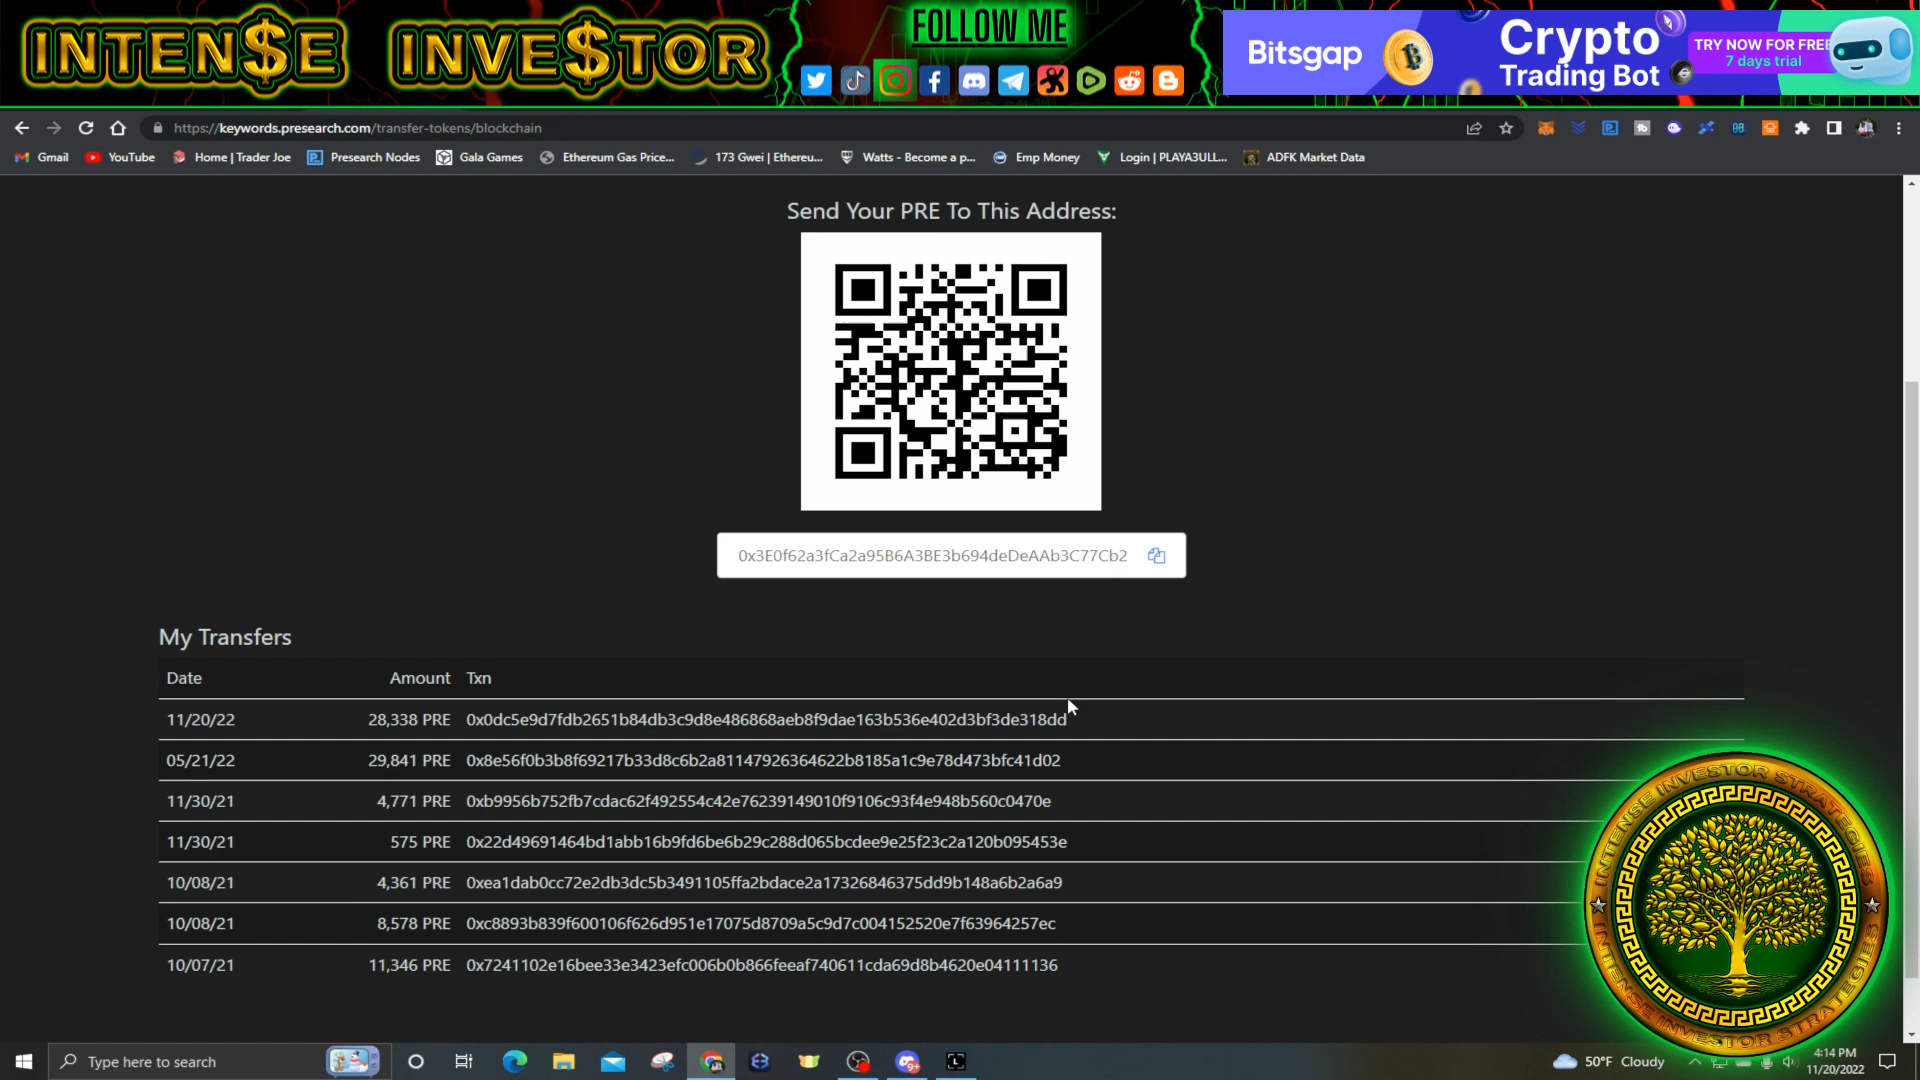 INTEN$E INVE$TOR
FOLLOW ME
Bitsgap
Crypto
Trading Bot
TRY NOW FOR FREE
7 days trial
https://keywords.presearch.com/transfer-tokens/blockchain
Gmail
YouTube
Home | Trader Joe
Presearch Nodes
Gala Games
Ethereum Gas Price...
173 Gwei | Ethereu...
Watts - Become a p...
Emp Money
Login | PLAYA3ULL...
ADFK Market Data
Send Your PRE To This Address:
0x3E0f62a3fCa2a95B6A3BE3b694deDeAAb3C77Cb2
My Transfers
Date Amount Txn
11/20/22 28,338 PRE 0x0dc5e9d7fdb2651b84db3c9d8e486868aeb8f9dae163b536e402d3bf3de318dd
05/21/22 29,841 PRE 0x8e56f0b3b8f69217b33d8c6b2a81147926364622b8185a1c9e78d473bfc41d02
11/30/21 4,771 PRE 0xb9956b752fb7cdac62f492554c42e76239149010f9106c93f4e948b560c0470e
11/30/21 575 PRE 0x22d49691464bd1abb16b9fd6be6b29c288d065bcdee9e25f23c2a120b095453e
10/08/21 4,361 PRE 0xea1dab0cc72e2db3dc5b3491105ffa2bdace2a17326846375dd9b148a6b2a6a9
10/08/21 8,578 PRE 0xc8893b839f600106f626d951e17075d8709a5c9d7c004152520e7f63964257ec
10/07/21 11,346 PRE 0x7241102e16bee33e3423efc006b0b866feeaf740611cda69d8b4620e04111136
INTENSE INVESTOR STRATEGIES
INTENSE INVESTOR STRATEGIES
Type here to search
50°F Cloudy
4:14 PM
11/20/2022